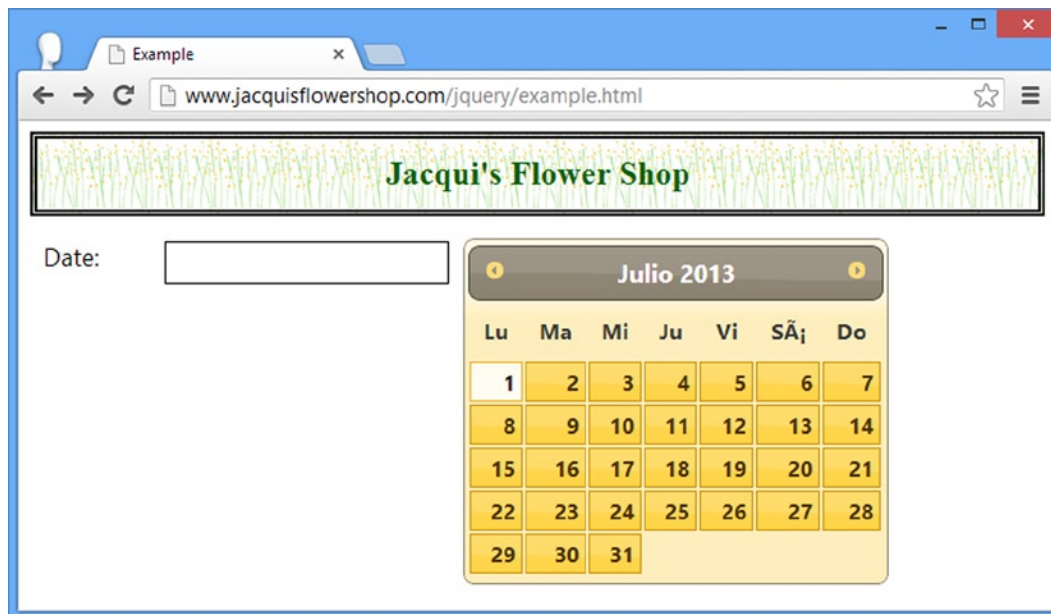 Example
www.jacquisflowershop.com/jquery/example.html
Jacqui's Flower Shop
Date:
Julio 2013
Lu Ma Mi Ju Vi SÃ¡ Do
1 2 3 4 5 6 7
8 9 10 11 12 13 14
15 16 17 18 19 20 21
22 23 24 25 26 27 28
29 30 31